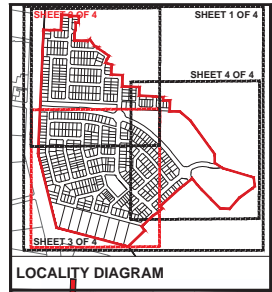 SHEET 2 OF 4
SHEET 1 OF 4
SHEET 4 OF 4
SHEET 3 OF 4
LOCALITY DIAGRAM